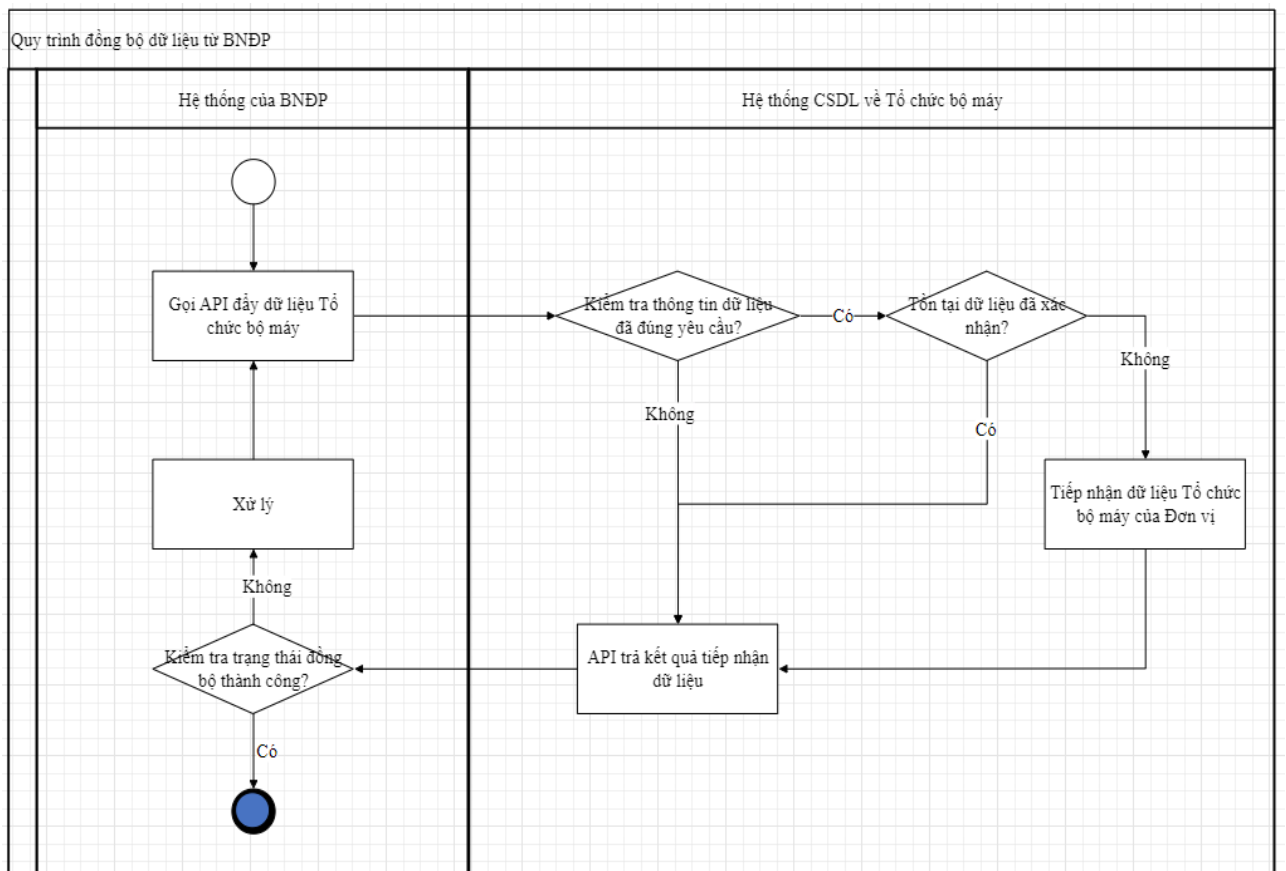 Quy trình đồng bộ dữ liệu từ BNĐP
Hệ thống của BNĐP
Hệ thống CSDL về Tổ chức bộ máy
Gọi API đẩy dữ liệu Tổ
chức bộ máy
Kiểm tra thông tin dữ liệu
đã đúng yêu cầu?
Có
Tồn tại dữ liệu đã xác
nhận?
Không
Không
Có
Xử lý
Tiếp nhận dữ liệu Tổ chức
bộ máy của Đơn vị
Không
Kiểm tra trạng thái đồng
bộ thành công?
API trả kết quả tiếp nhận
dữ liệu
Có